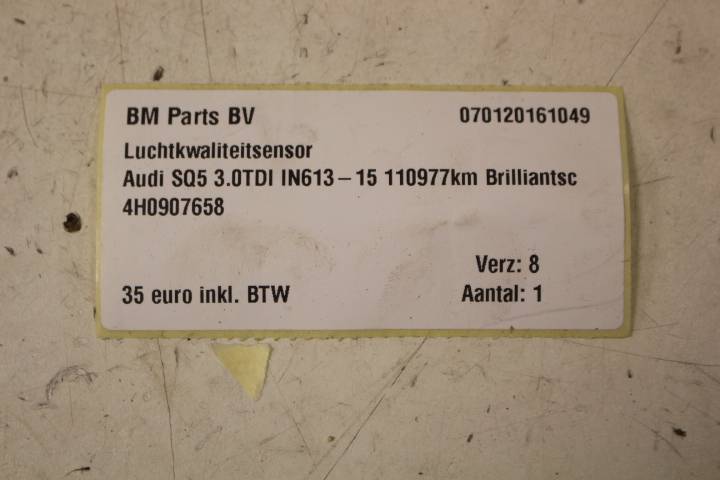 BM Parts BV 070120161049
Luchtkwaliteitsensor
Audi SQ5 3.0TDI IN613-15 110977km Brilliantsc
4H0907658
Verz: 8
35 euro inkl. BTW Aantal: 1